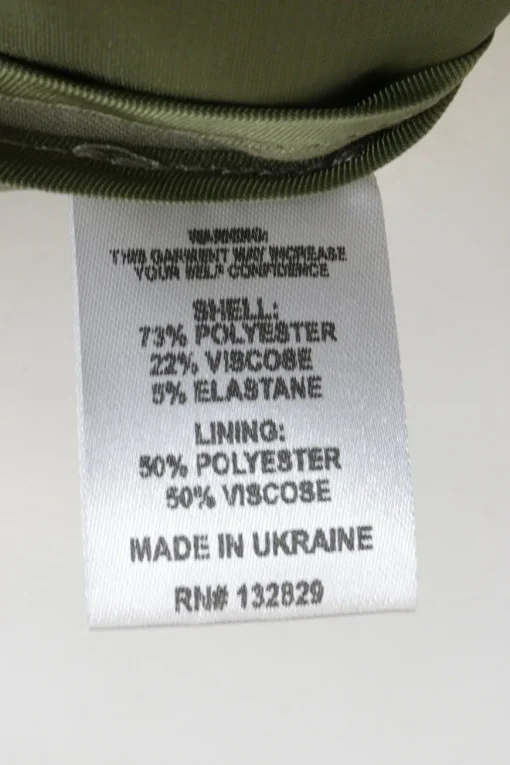 WARNING:
THIS GARMENT MAY INCREASE
YOUR SELF CONFIDENCE
SHELL:
73% POLYESTER
22% VISCOSE
5% ELASTANE
LINING:
50% POLYESTER
50% VISCOSE
MADE IN UKRAINE
RN# 132829